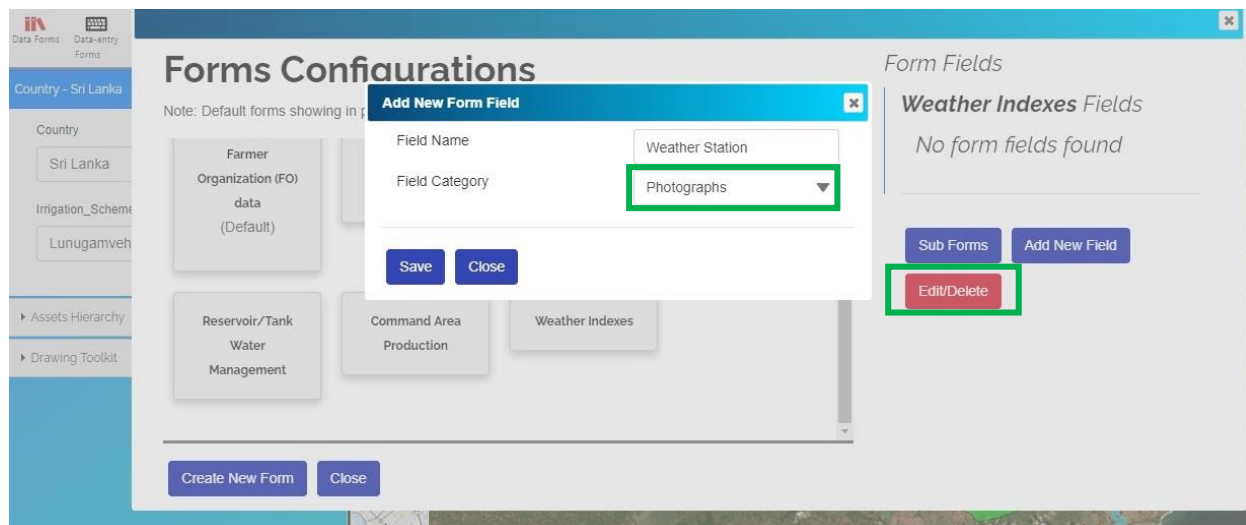 Data Forms
Data-entry
Forms
Country - Sri Lanka
Country
Sri Lanka
Irrigation_Scheme
Lunugamveh
Assets Hierarchy
Drawing Toolkit
Forms Configurations
Note: Default forms showing in p
Farmer
Organization (FO)
data
(Default)
Reservoir/Tank
Water
Management
Command Area
Production
Weather Indexes
Create New Form
Close
Add New Form Field
Field Name
Weather Station
Field Category
Photographs
Save
Close
Form Fields
Weather Indexes Fields
No form fields found
Sub Forms
Add New Field
Edit/Delete